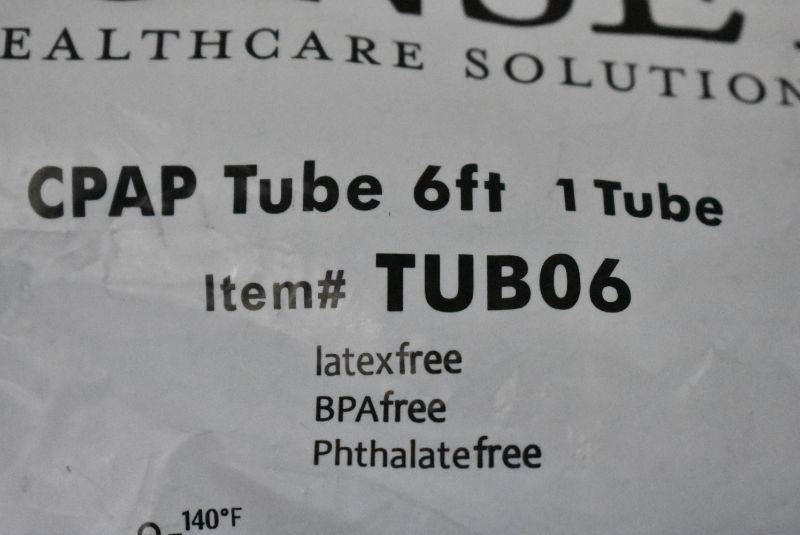 EALTHCARE SOLUTION
CPAP Tube 6ft 1 Tube
Item# TUB06
latexfree
BPAfree
Phthalatefree
140°F